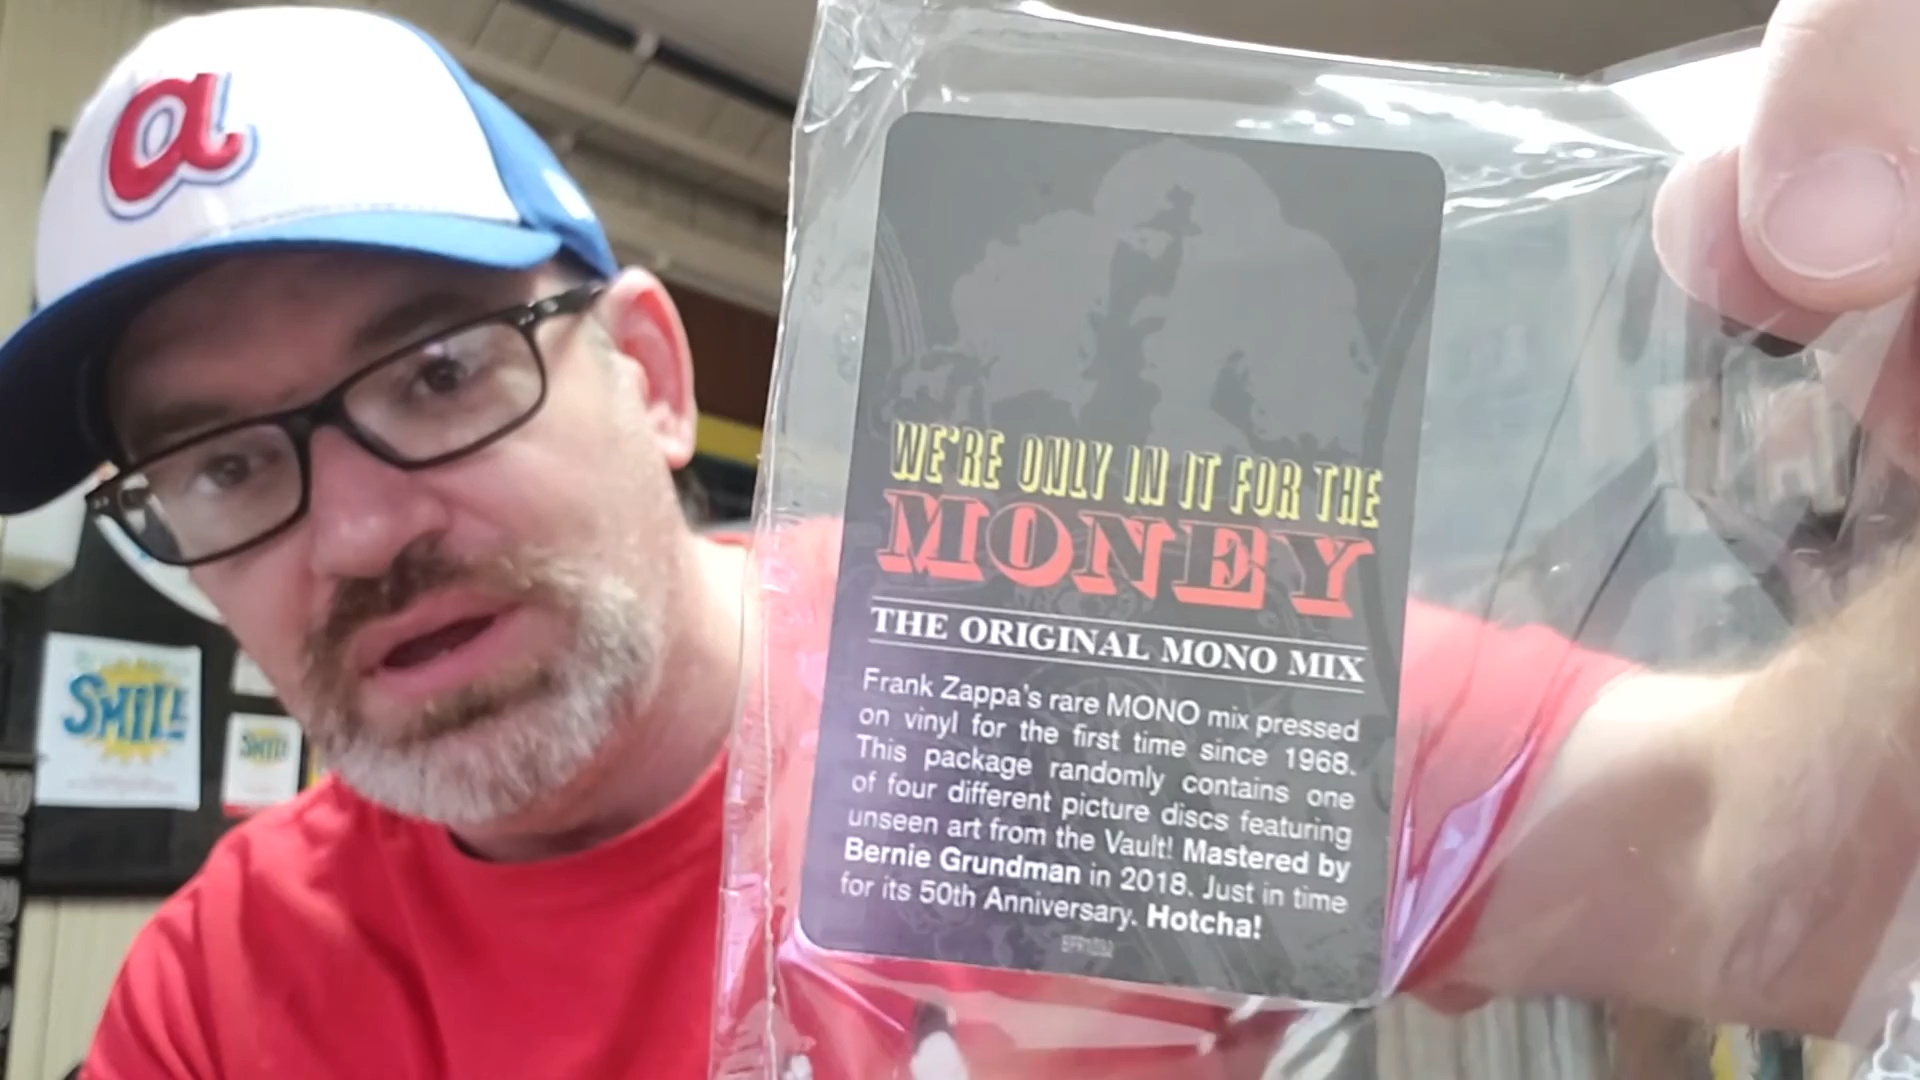 a
SMiLE
SMiLE
WE'RE ONLY IN IT FOR THE
MONEY
THE ORIGINAL MONO MIX
Frank Zappa's rare MONO mix pressed
on vinyl for the first time since 1968.
This package randomly contains one
of four different picture discs featuring
unseen art from the Vault! Mastered by
Bernie Grundman in 2018. Just in time
for its 50th Anniversary. Hotcha!